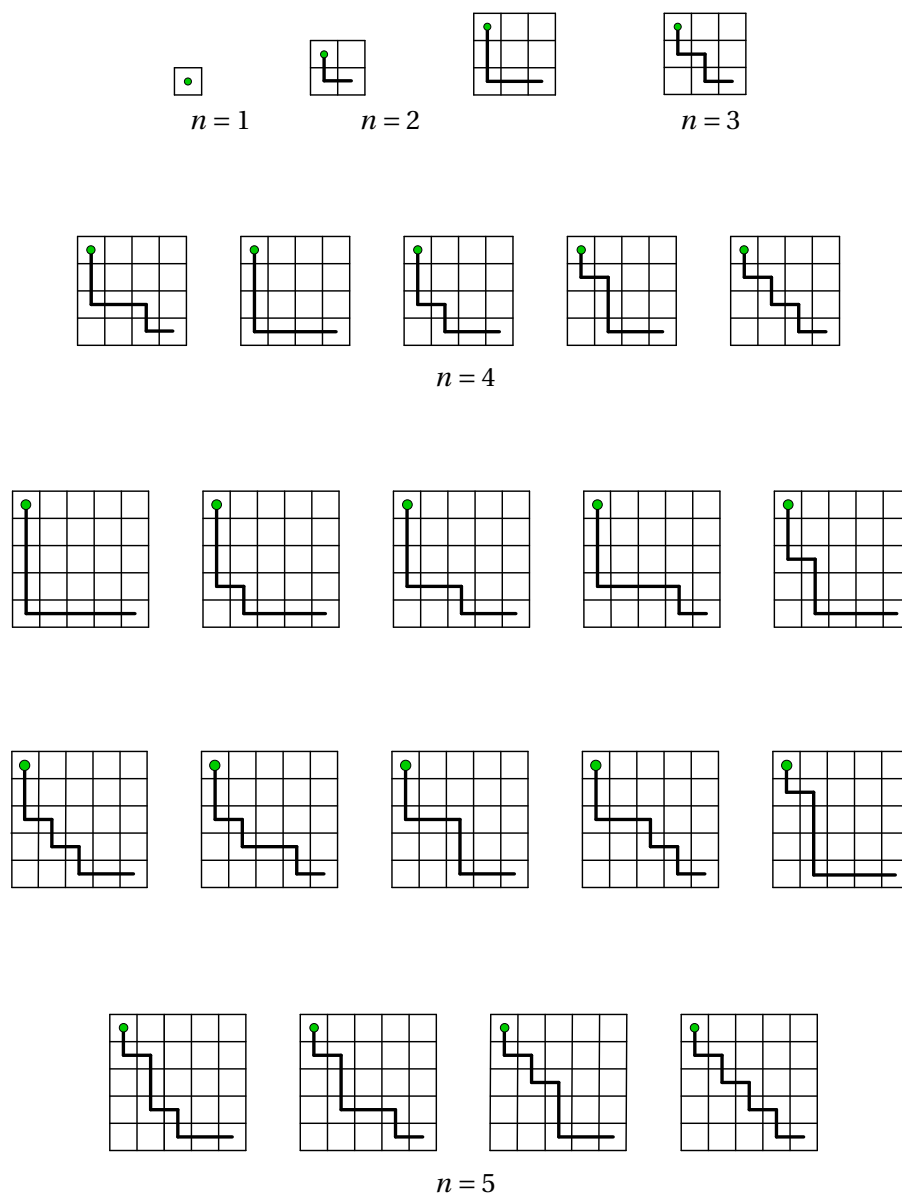 n = 1
n = 2
n = 3
n = 4
n = 5